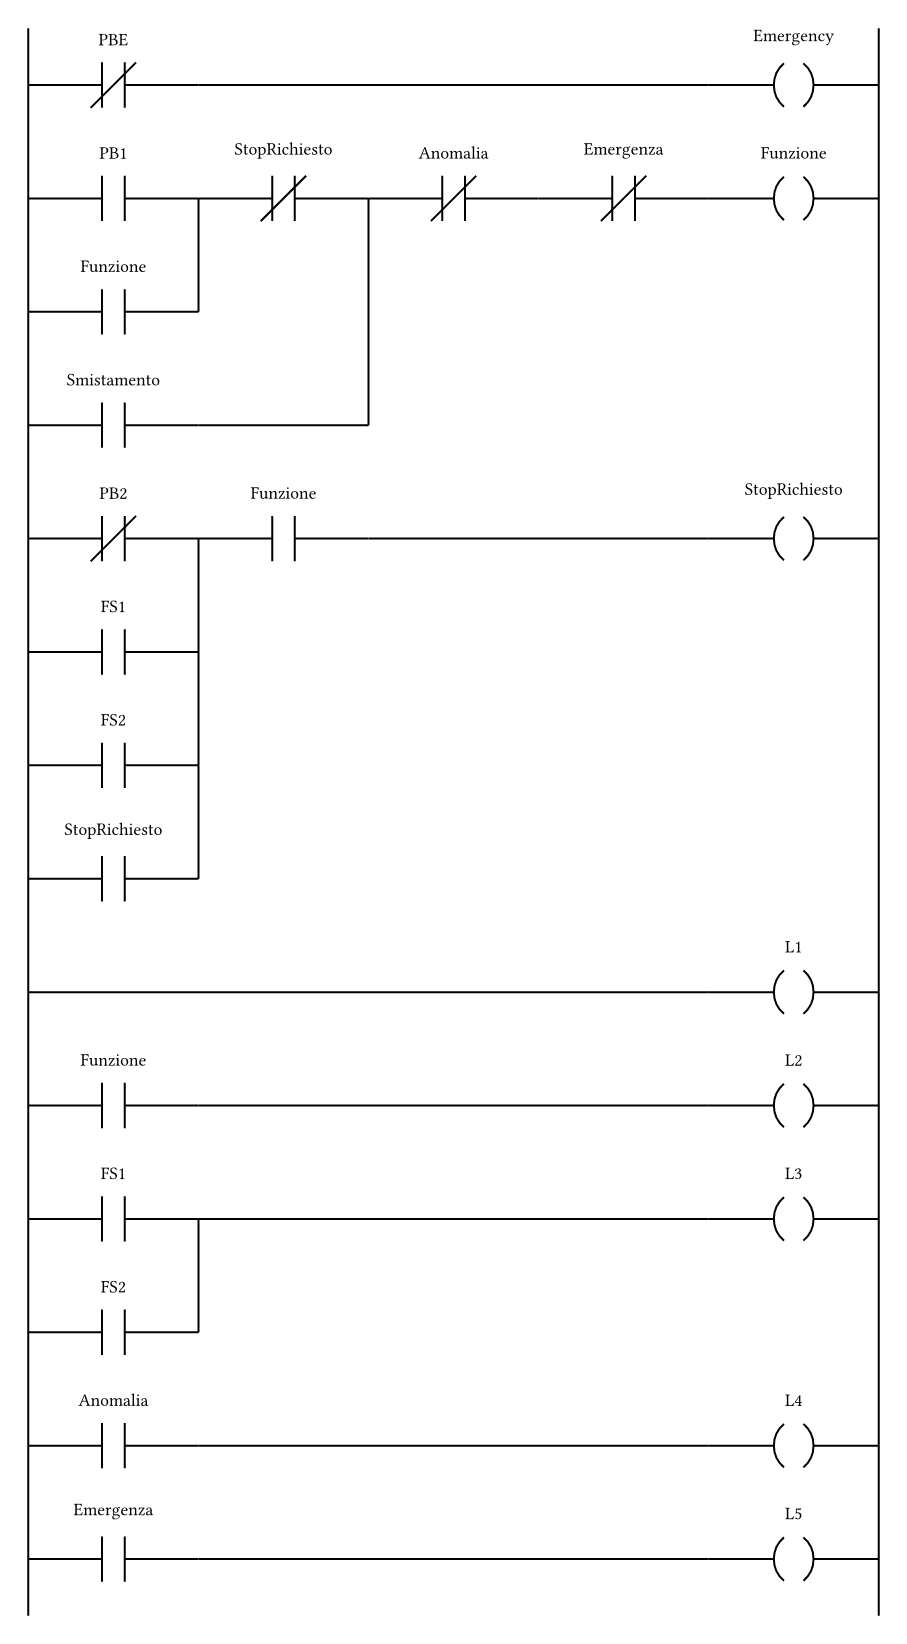 PBE
Emergency
PB1
StopRichiesto
Anomalia
Emergenza
Funzione
Funzione
Smistamento
PB2
Funzione
StopRichiesto
FS1
FS2
StopRichiesto
L1
Funzione
L2
FS1
L3
FS2
Anomalia
L4
Emergenza
L5